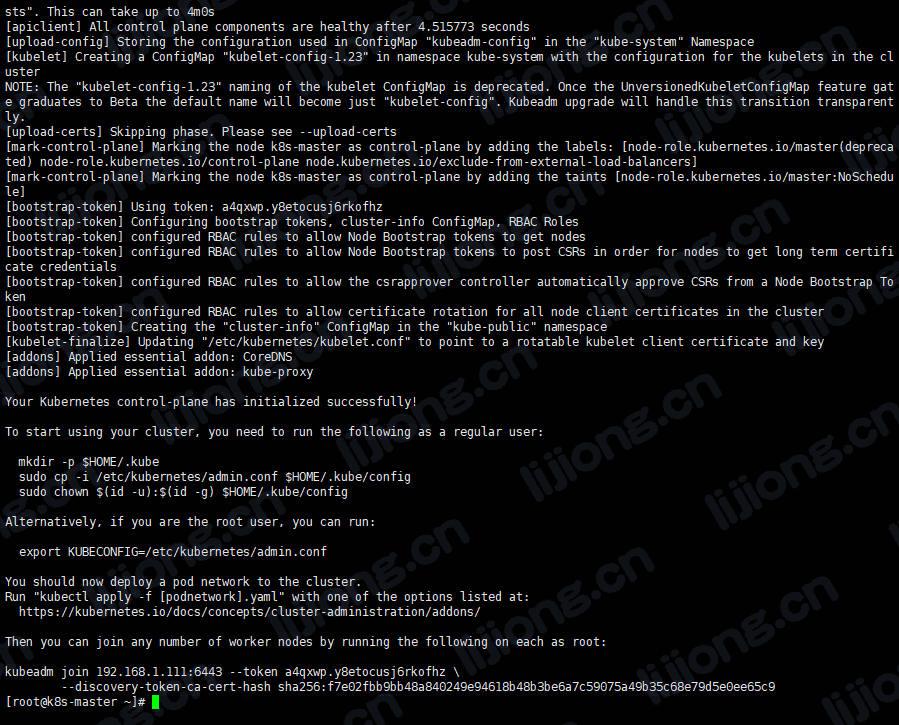 sts". This can take up to 4m0s
[apiclient] All control plane components are healthy after 4.515773 seconds
[upload-config] Storing the configuration used in ConfigMap "kubeadm-config" in the "kube-system" Namespace
[kubelet] Creating a ConfigMap "kubelet-config-1.23" in namespace kube-system with the configuration for the kubelets in the cl
uster
NOTE: The "kubelet-config-1.23" naming of the kubelet ConfigMap is deprecated. Once the UnversionedKubeletConfigMap feature gat
e graduates to Beta the default name will become just "kubelet-config". Kubeadm upgrade will handle this transition transparent
ly.
[upload-certs] Skipping phase. Please see --upload-certs
[mark-control-plane] Marking the node k8s-master as control-plane by adding the labels: [node-role.kubernetes.io/master(depreca
ted) node-role.kubernetes.io/control-plane node.kubernetes.io/exclude-from-external-load-balancers]
[mark-control-plane] Marking the node k8s-master as control-plane by adding the taints [node-role.kubernetes.io/master:NoSchedu
le]
[bootstrap-token] Using token: a4qxwp.y8etocusj6rkofhz
[bootstrap-token] Configuring bootstrap tokens, cluster-info ConfigMap, RBAC Roles
[bootstrap-token] configured RBAC rules to allow Node Bootstrap tokens to get nodes
[bootstrap-token] configured RBAC rules to allow Node Bootstrap tokens to post CSRs in order for nodes to get long term certifi
cate credentials
[bootstrap-token] configured RBAC rules to allow the csrapprover controller automatically approve CSRs from a Node Bootstrap To
ken
[bootstrap-token] configured RBAC rules to allow certificate rotation for all node client certificates in the cluster
[bootstrap-token] Creating the "cluster-info" ConfigMap in the "kube-public" namespace
[kubelet-finalize] Updating "/etc/kubernetes/kubelet.conf" to point to a rotatable kubelet client certificate and key
[addons] Applied essential addon: CoreDNS
[addons] Applied essential addon: kube-proxy
Your Kubernetes control-plane has initialized successfully!
To start using your cluster, you need to run the following as a regular user:
mkdir -p $HOME/.kube
sudo cp -i /etc/kubernetes/admin.conf $HOME/.kube/config
sudo chown $(id -u):$(id -g) $HOME/.kube/config
Alternatively, if you are the root user, you can run:
export KUBECONFIG=/etc/kubernetes/admin.conf
You should now deploy a pod network to the cluster.
Run "kubectl apply -f [podnetwork].yaml" with one of the options listed at:
https://kubernetes.io/docs/concepts/cluster-administration/addons/
Then you can join any number of worker nodes by running the following on each as root:
kubeadm join 192.168.1.111:6443 --token a4qxwp.y8etocusj6rkofhz \
--discovery-token-ca-cert-hash sha256:f7e02fbb9bb48a840249e94618b48b3be6a7c59075a49b35c68e79d5e0ee65c9
[root@k8s-master ~]#
lijiong.cn